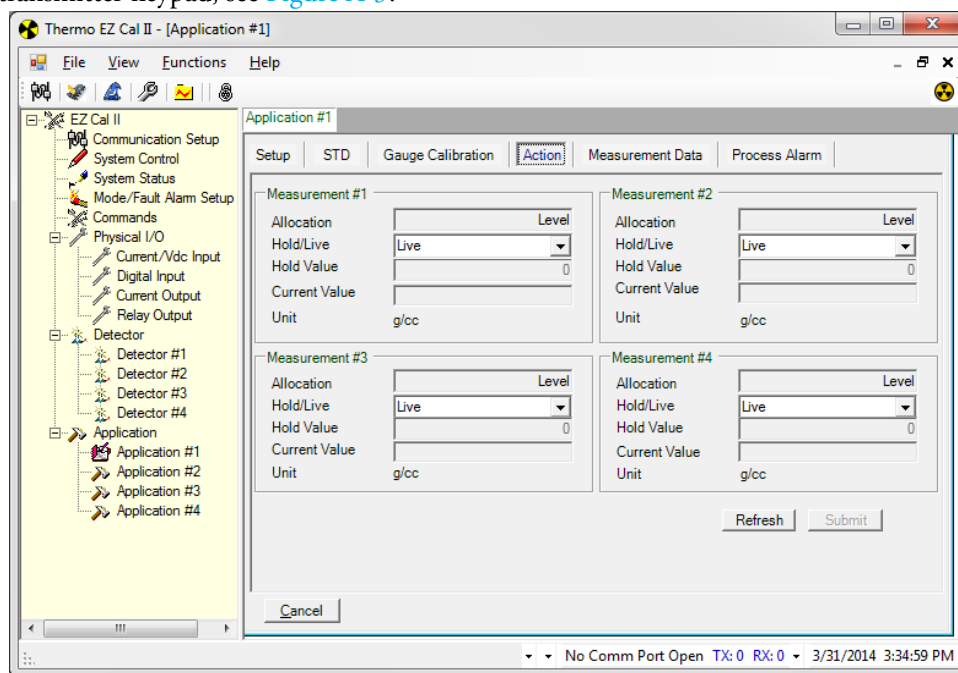 transmitter keypad, see
Thermo EZ Cal II - [Application #1]
File View Functions Help
EZ Cal II
Communication Setup
System Control
System Status
Mode/Fault Alarm Setup
Commands
Physical I/O
Current/Vdc Input
Digital Input
Current Output
Relay Output
Detector
Detector #1
Detector #2
Detector #3
Detector #4
Application
Application #1
Application #2
Application #3
Application #4
Application #1
Setup STD Gauge Calibration Action Measurement Data Process Alarm
Measurement #1
Allocation Level
Hold/Live Live
Hold Value 0
Current Value
Unit g/cc
Measurement #2
Allocation Level
Hold/Live Live
Hold Value 0
Current Value
Unit g/cc
Measurement #3
Allocation Level
Hold/Live Live
Hold Value 0
Current Value
Unit g/cc
Measurement #4
Allocation Level
Hold/Live Live
Hold Value 0
Current Value
Unit g/cc
Refresh Submit
Cancel
No Comm Port Open TX: 0 RX: 0 3/31/2014 3:34:59 PM